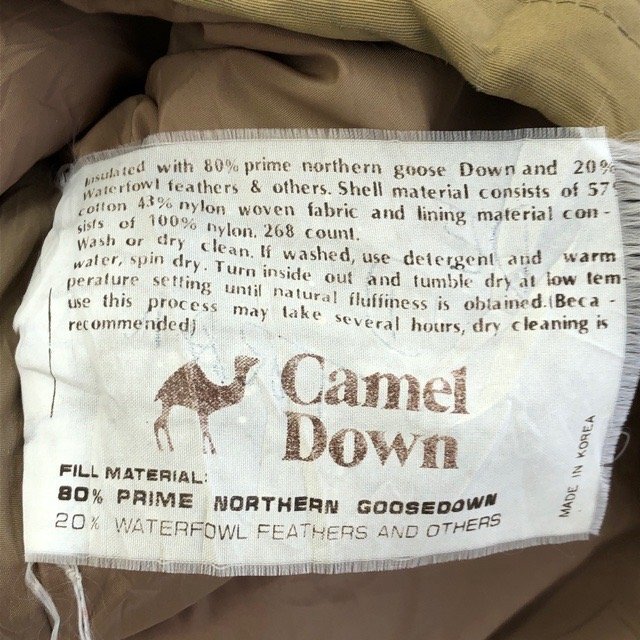 Insulated with 80% prime northern goose Down and 20%
Waterfowl feathers & others. Shell material consists of 57%
cotton 43% nylon woven fabric and lining material con-
sists of 100% nylon. 268 count.
Wash or dry clean. If washed, use detergent and warm
water, spin dry. Turn inside out and tumble dry at low tem-
perature setting until natural fluffiness is obtained. (Beca-
use this process may take several hours, dry cleaning is
recommended)
Camel
Down
FILL MATERIAL:
80% PRIME NORTHERN GOOSEDOWN
20% WATERFOWL FEATHERS AND OTHERS
MADE IN KOREA